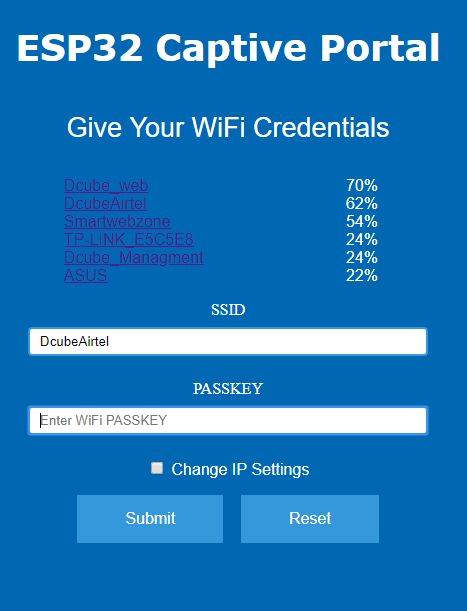 ESP32 Captive Portal
Give Your WiFi Credentials
Dcube_web 70%
DcubeAirtel 62%
Smartwebzone 54%
TP-LINK_E5C5E8 24%
Dcube_Managment 24%
ASUS 22%
SSID
DcubeAirtel
PASSKEY
Enter WiFi PASSKEY
Change IP Settings
Submit Reset